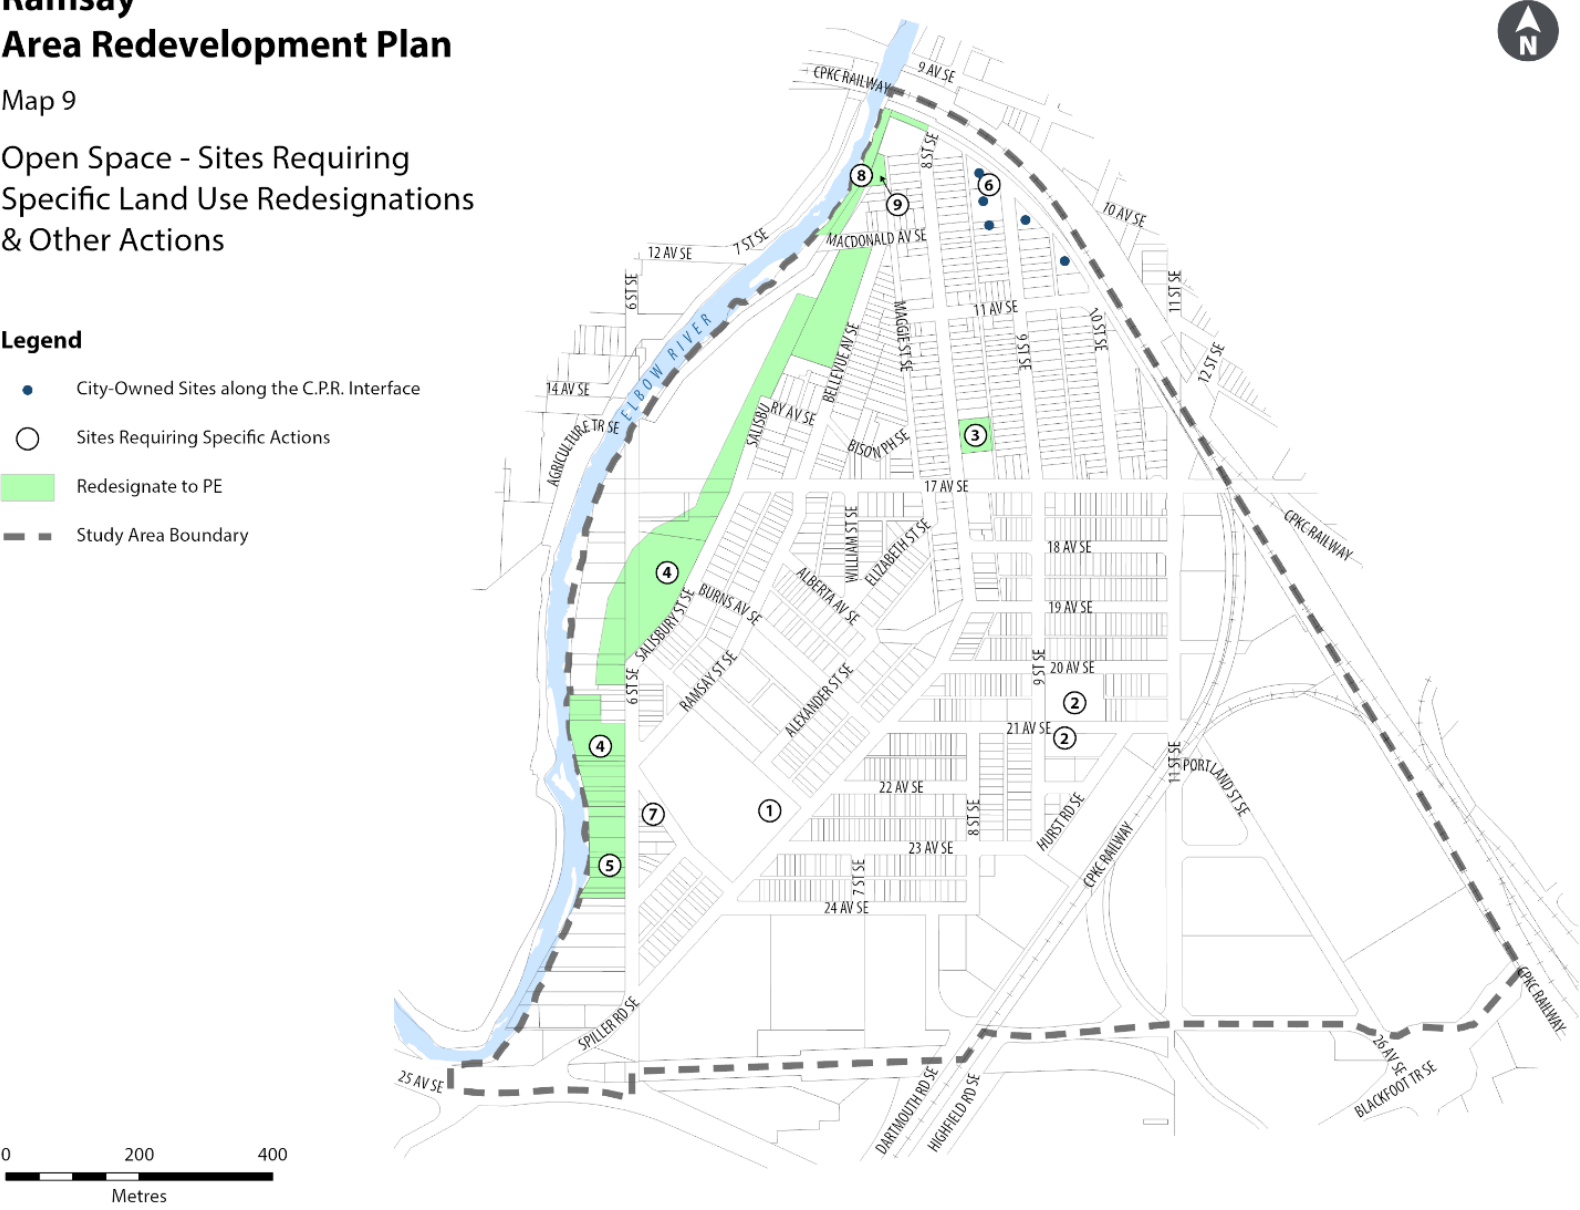 Ramsay
Area Redevelopment Plan
Map 9
Open Space - Sites Requiring
Specific Land Use Redesignations
& Other Actions
Legend
City-Owned Sites along the C.P.R. Interface
Sites Requiring Specific Actions
Redesignate to PE
Study Area Boundary
N
9 AV SE
CPKC RAILWAY
8 ST SE
8
6
9
10 AV SE
MACDONALD AV SE
7 ST SE
12 AV SE
6 ST SE
11 ST SE
11 AV SE
MAGGIE ST SE
10 ST SE
9 ST SE
BELLEVUE AV SE
12 ST SE
ELBOW RIVER
14 AV SE
SALISBU
RY AV SE
AGRICULTURE TR SE
BISON PH SE
3
17 AV SE
CPKC RAILWAY
WILLIAM ST SE
ELIZABETH ST SE
18 AV SE
4
BURNS AV SE
ALBERTA AV SE
19 AV SE
SALISBURY ST SE
6 ST SE
RAMSAY ST SE
ALEXANDER ST SE
9 ST SE
20 AV SE
2
21 AV SE
2
4
11 ST SE
PORTLAND ST SE
22 AV SE
7
1
8 ST SE
HURST RD SE
CPKC RAILWAY
23 AV SE
5
7 ST SE
24 AV SE
SPILLER RD SE
CPKC RAILWAY
25 AV SE
26 AV SE
BLACKFOOT TR SE
DARTMOUTH RD SE
HIGHFIELD RD SE
0 200 400
Metres